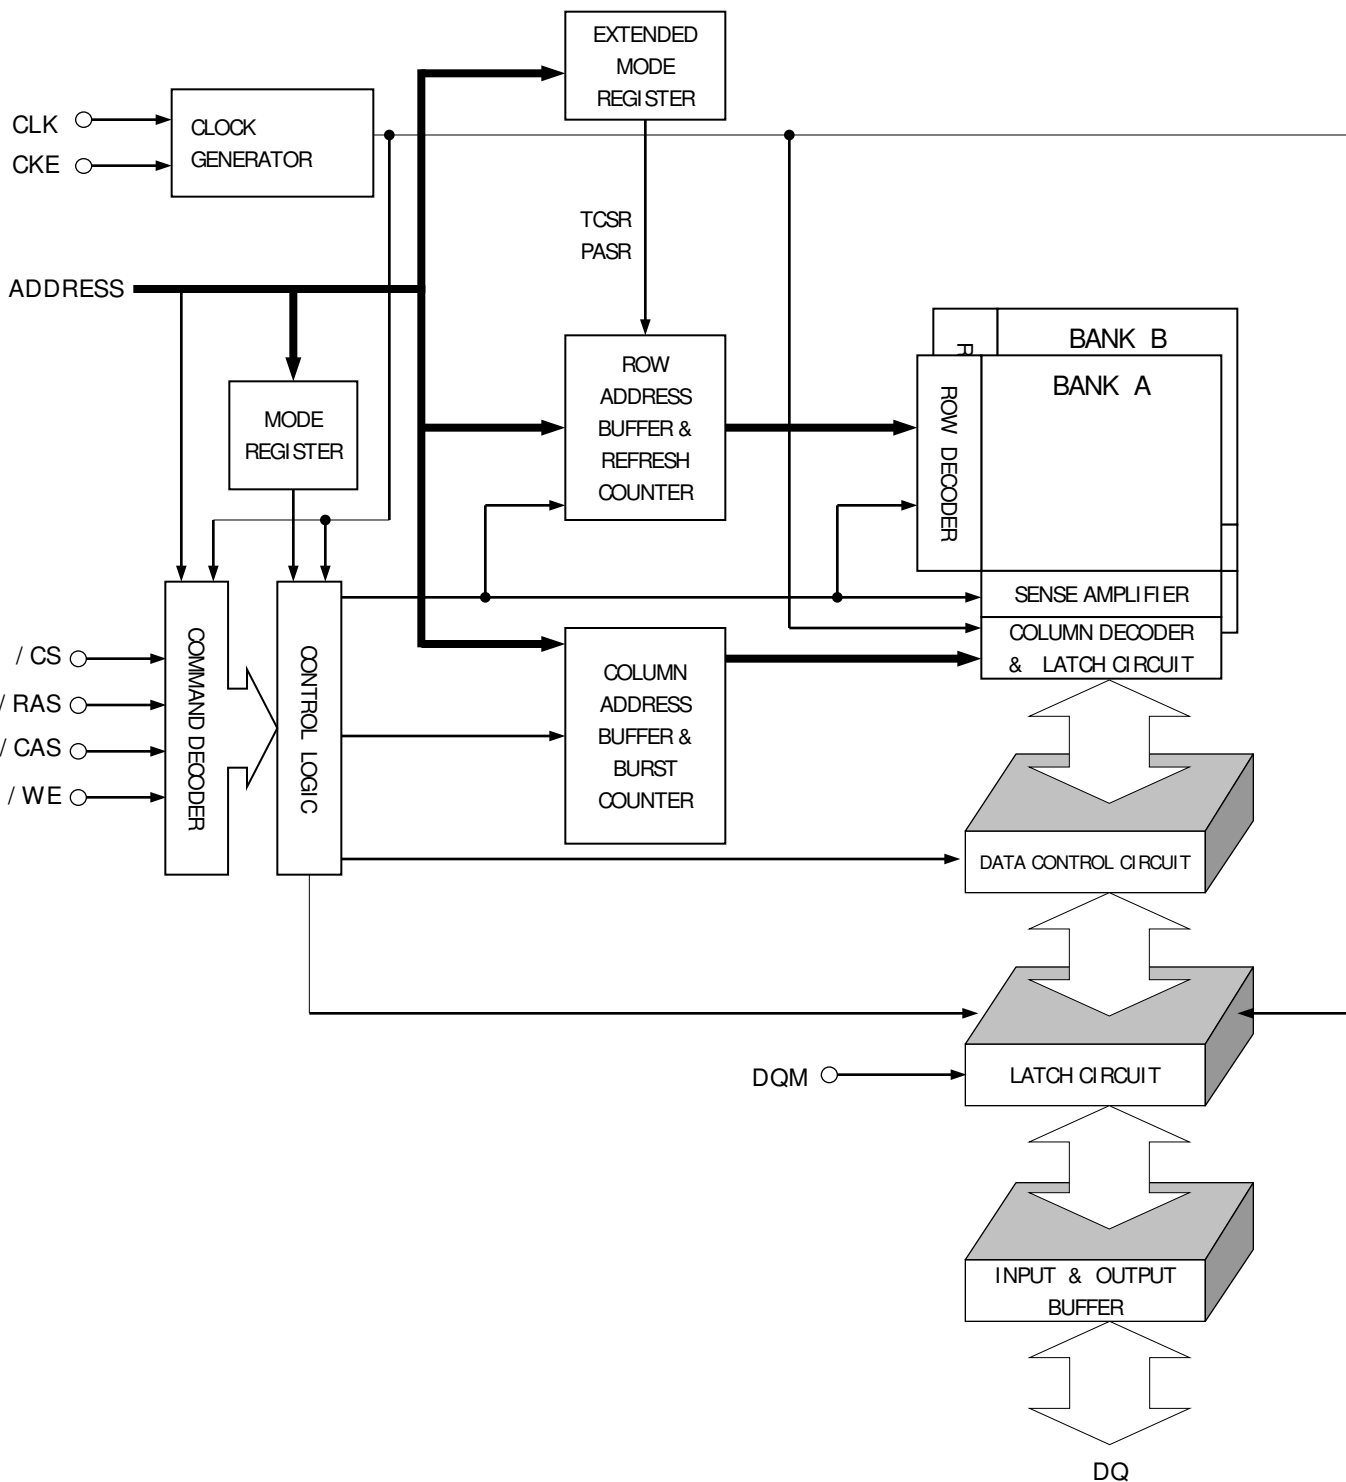 EXTENDED
MODE
REGISTER
CLK
CKE
CLOCK
GENERATOR
TCSR
PASR
ADDRESS
MODE
REGISTER
ROW
ADDRESS
BUFFER &
REFRESH
COUNTER
BANK B
R
BANK A
ROW DECODER
SENSE AMPLIFIER
COLUMN DECODER
& LATCH CIRCUIT
/ CS
/ RAS
/ CAS
/ WE
COMMAND DECODER
CONTROL LOGIC
COLUMN
ADDRESS
BUFFER &
BURST
COUNTER
DATA CONTROL CIRCUIT
DQM
LATCH CIRCUIT
INPUT & OUTPUT
BUFFER
DQ